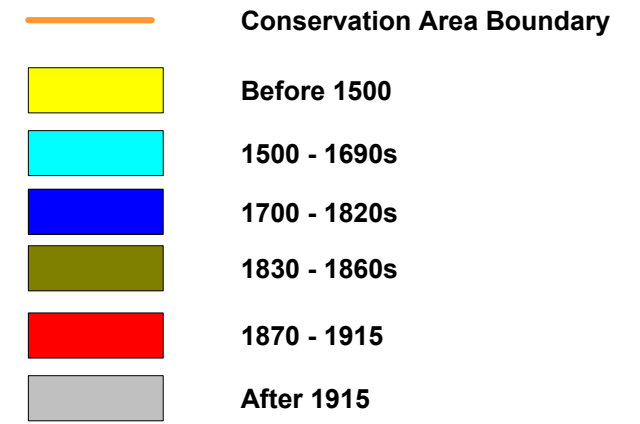 Conservation Area Boundary
Before 1500
1500 - 1690s
1700 - 1820s
1830 - 1860s
1870 - 1915
After 1915